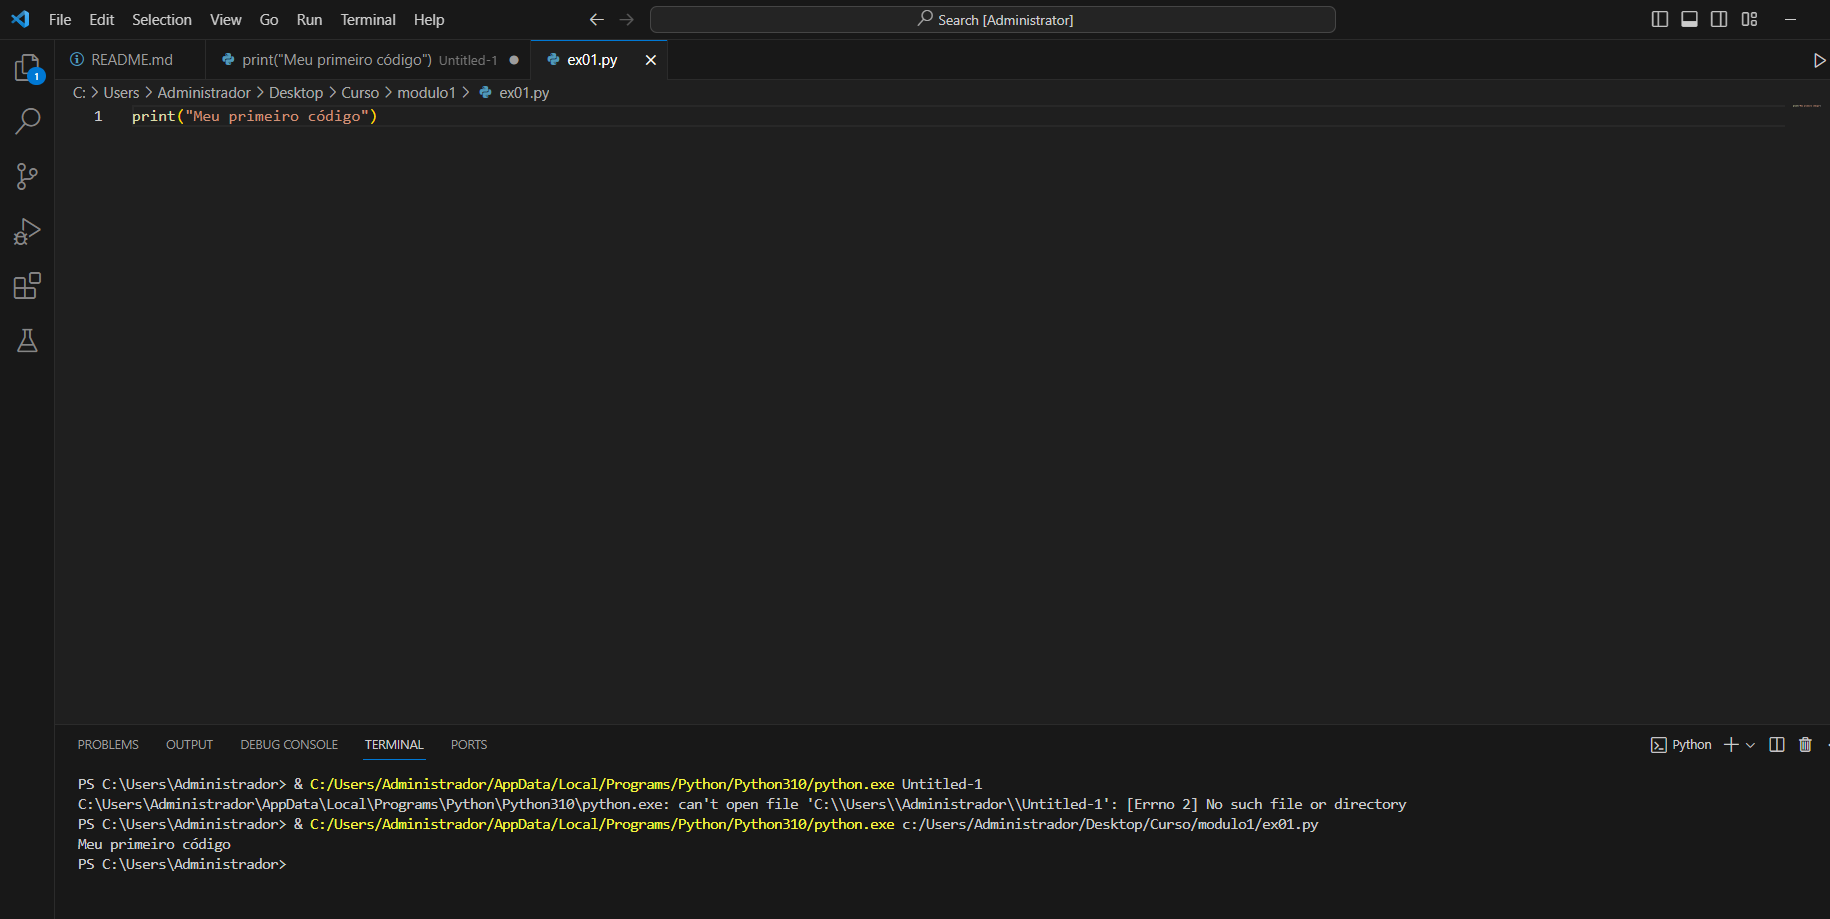 File Edit Selection View Go Run Terminal Help
Search [Administrator]
README.md
print("Meu primeiro código") Untitled-1
ex01.py
1
C: > Users > Administrador > Desktop > Curso > modulo1 > ex01.py
1 print("Meu primeiro código")
PROBLEMS OUTPUT DEBUG CONSOLE TERMINAL PORTS
Python
PS C:\Users\Administrador> & C:/Users/Administrador/AppData/Local/Programs/Python/Python310/python.exe Untitled-1
C:\Users\Administrador\AppData\Local\Programs\Python\Python310\python.exe: can't open file 'C:\\Users\\Administrador\\Untitled-1': [Errno 2] No such file or directory
PS C:\Users\Administrador> & C:/Users/Administrador/AppData/Local/Programs/Python/Python310/python.exe c:/Users/Administrador/Desktop/Curso/modulo1/ex01.py
Meu primeiro código
PS C:\Users\Administrador>